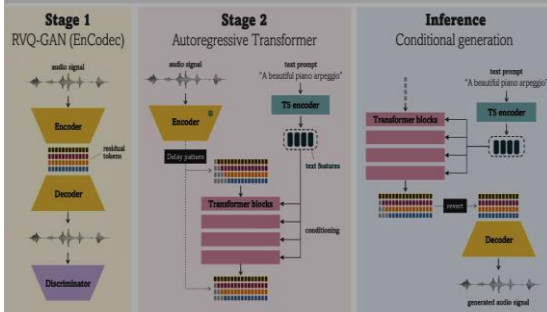 Stage 1
RVQ-GAN (EnCodec)
audio signal
Encoder
residual
tokens
Decoder
Discriminator
Stage 2
Autoregressive Transformer
audio signal
Encoder
text prompt
"A beautiful piano arpeggio"
T5 encoder
text features
Delay pattern
Transformer blocks
conditioning
Inference
Conditional generation
text prompt
"A beautiful piano arpeggio"
T5 encoder
Transformer blocks
revert
Decoder
generated audio signal